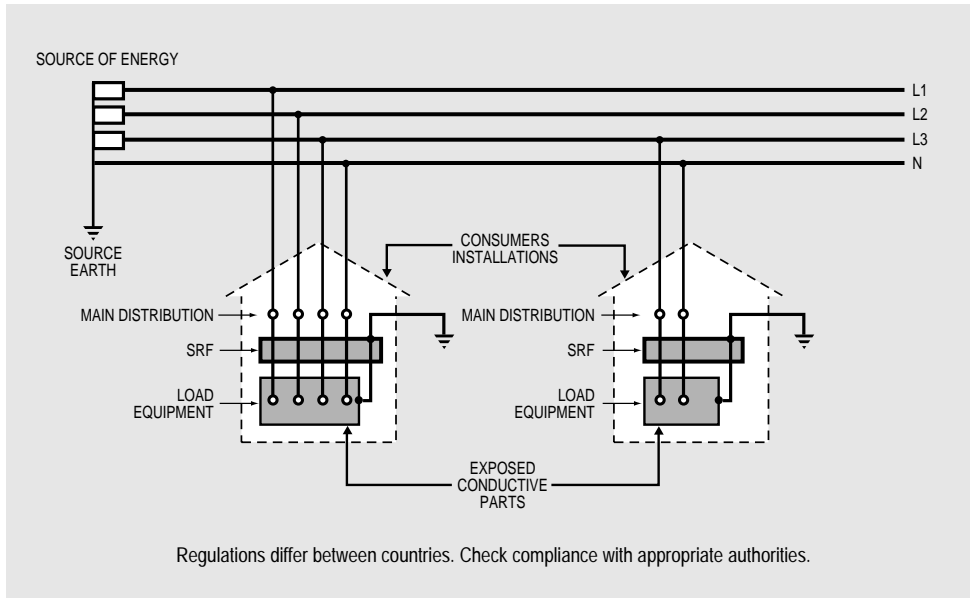 SOURCE OF ENERGY
L1
L2
L3
N
SOURCE
EARTH
CONSUMERS
INSTALLATIONS
MAIN DISTRIBUTION
MAIN DISTRIBUTION
SRF
SRF
LOAD
EQUIPMENT
LOAD
EQUIPMENT
EXPOSED
CONDUCTIVE
PARTS
Regulations differ between countries. Check compliance with appropriate authorities.